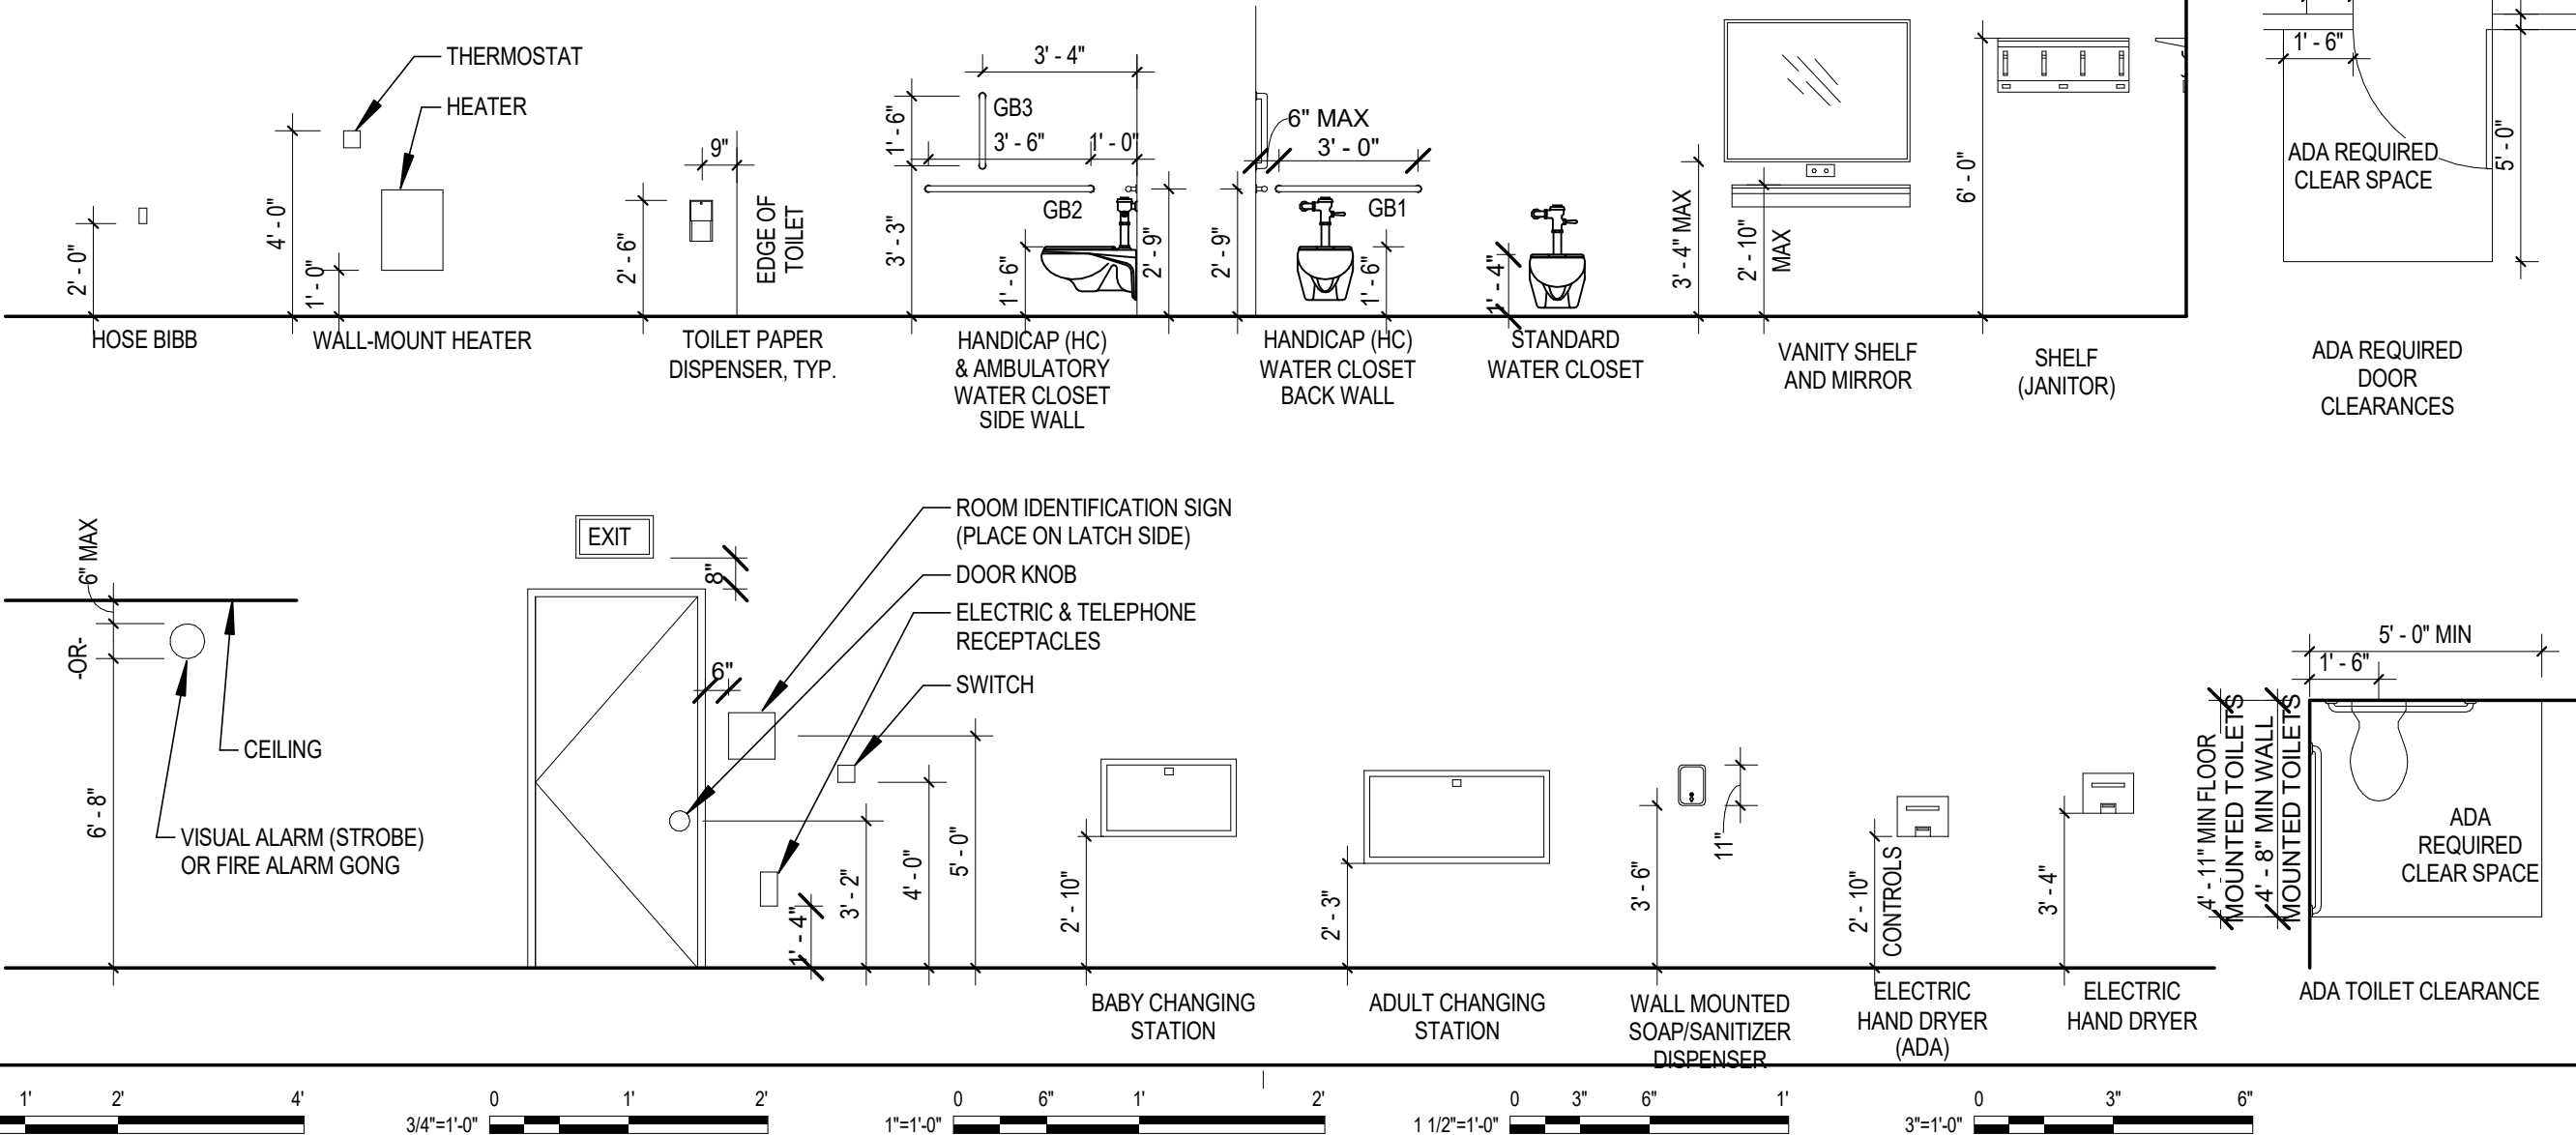 THERMOSTAT
HEATER
2' - 0"
HOSE BIBB
4' - 0"
1' - 0"
WALL-MOUNT HEATER
9"
2' - 6"
EDGE OF
TOILET
TOILET PAPER
DISPENSER, TYP.
3' - 4"
GB3
1' - 6"
3' - 6"
1' - 0"
GB2
3' - 3"
1' - 6"
2' - 9"
HANDICAP (HC)
& AMBULATORY
WATER CLOSET
SIDE WALL
6" MAX
3' - 0"
GB1
2' - 9"
1' - 6"
HANDICAP (HC)
WATER CLOSET
BACK WALL
1' - 4"
STANDARD
WATER CLOSET
3' - 4" MAX
2' - 10"
MAX
VANITY SHELF
AND MIRROR
6' - 0"
SHELF
(JANITOR)
1' - 6"
ADA REQUIRED
CLEAR SPACE
5' - 0"
ADA REQUIRED
DOOR
CLEARANCES
6" MAX
-OR-
6' - 8"
CEILING
VISUAL ALARM (STROBE)
OR FIRE ALARM GONG
EXIT
8"
6"
ROOM IDENTIFICATION SIGN
(PLACE ON LATCH SIDE)
DOOR KNOB
ELECTRIC & TELEPHONE
RECEPTACLES
SWITCH
1' - 4"
3' - 2"
4' - 0"
5' - 0"
2' - 10"
BABY CHANGING
STATION
2' - 3"
ADULT CHANGING
STATION
3' - 6"
11"
WALL MOUNTED
SOAP/SANITIZER
DISPENSER
2' - 10"
CONTROLS
ELECTRIC
HAND DRYER
(ADA)
3' - 4"
ELECTRIC
HAND DRYER
5' - 0" MIN
1' - 6"
4' - 11" MIN FLOOR
MOUNTED TOILETS
4' - 8" MIN WALL
MOUNTED TOILETS
ADA
REQUIRED
CLEAR SPACE
ADA TOILET CLEARANCE
1' 2' 4'
3/4"=1'-0" 0 1' 2'
1"=1'-0" 0 6" 1' 2'
1 1/2"=1'-0" 0 3" 6" 1'
3"=1'-0" 0 3" 6"